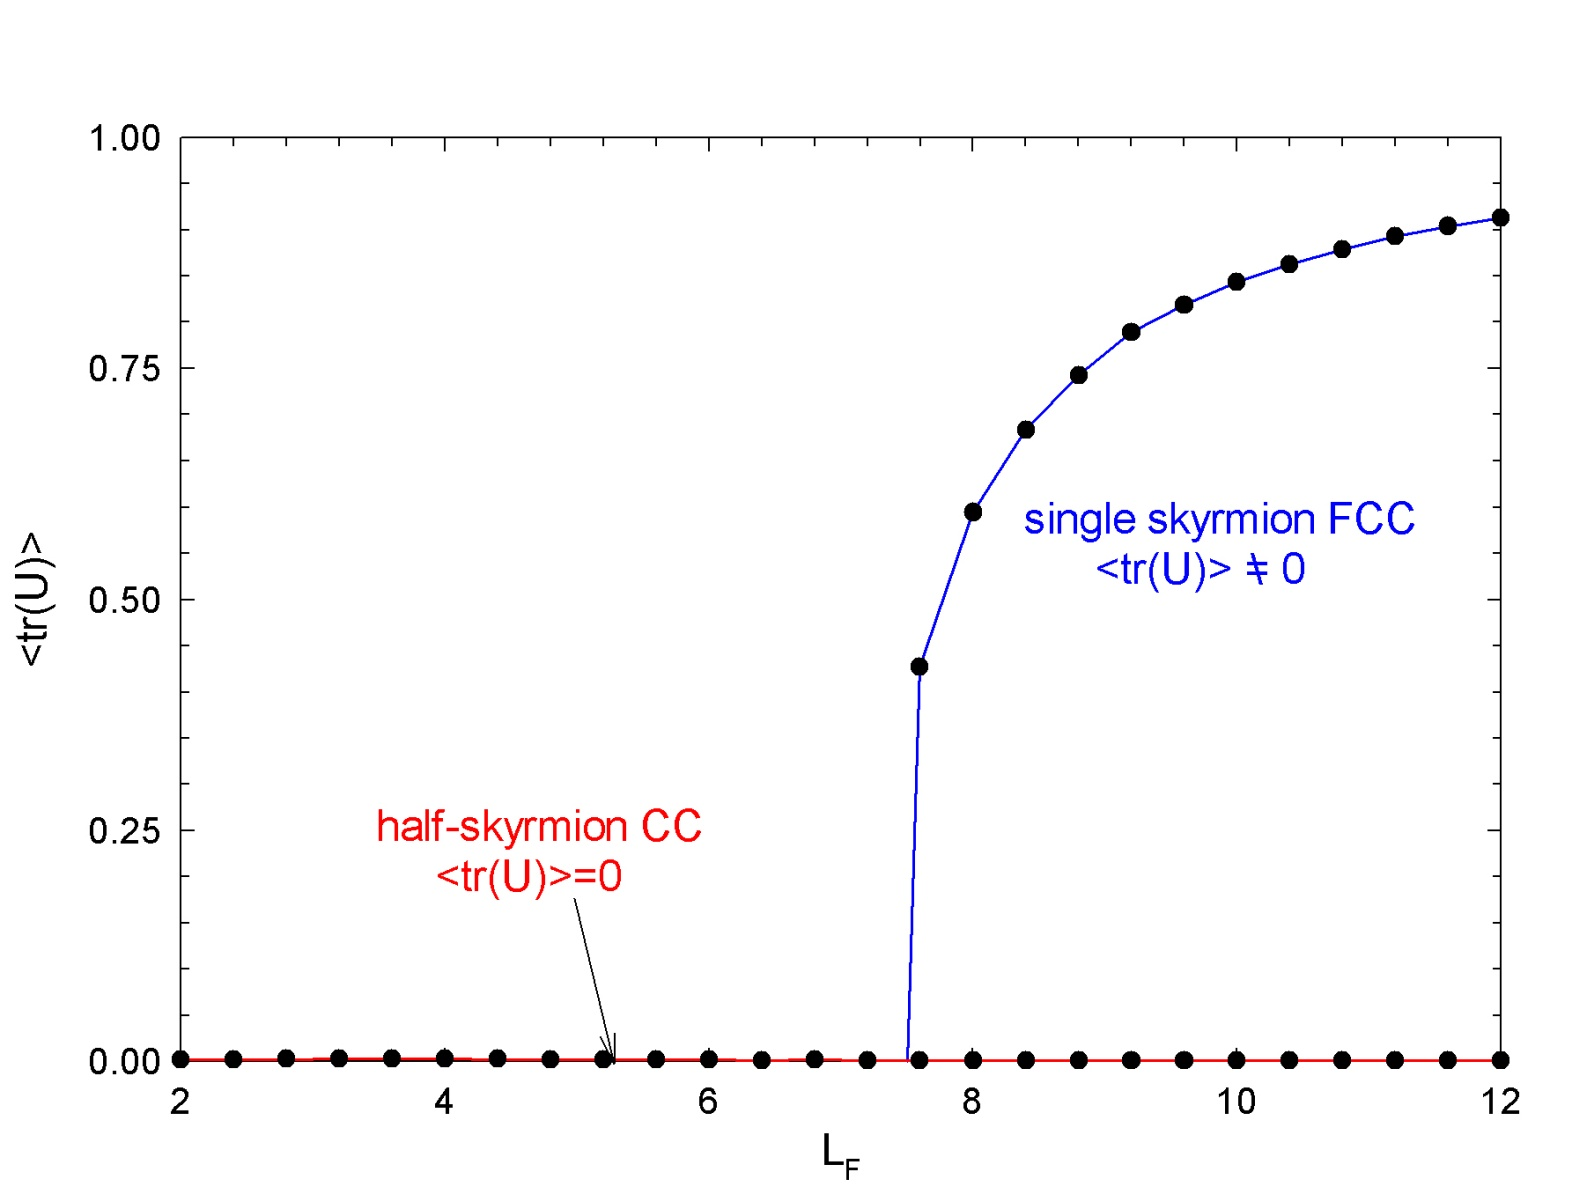 1.00
0.75
0.50
0.25
0.00
<tr(U)>
single skyrmion FCC
<tr(U)> ≠ 0
half-skyrmion CC
<tr(U)>=0
2 4 6 8 10 12
L_F